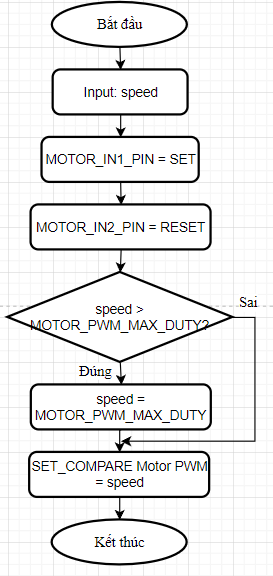 Bắt đầu
Input: speed
MOTOR_IN1_PIN = SET
MOTOR_IN2_PIN = RESET
speed >
MOTOR_PWM_MAX_DUTY?
Sai
Đúng
speed =
MOTOR_PWM_MAX_DUTY
SET_COMPARE Motor PWM
= speed
Kết thúc